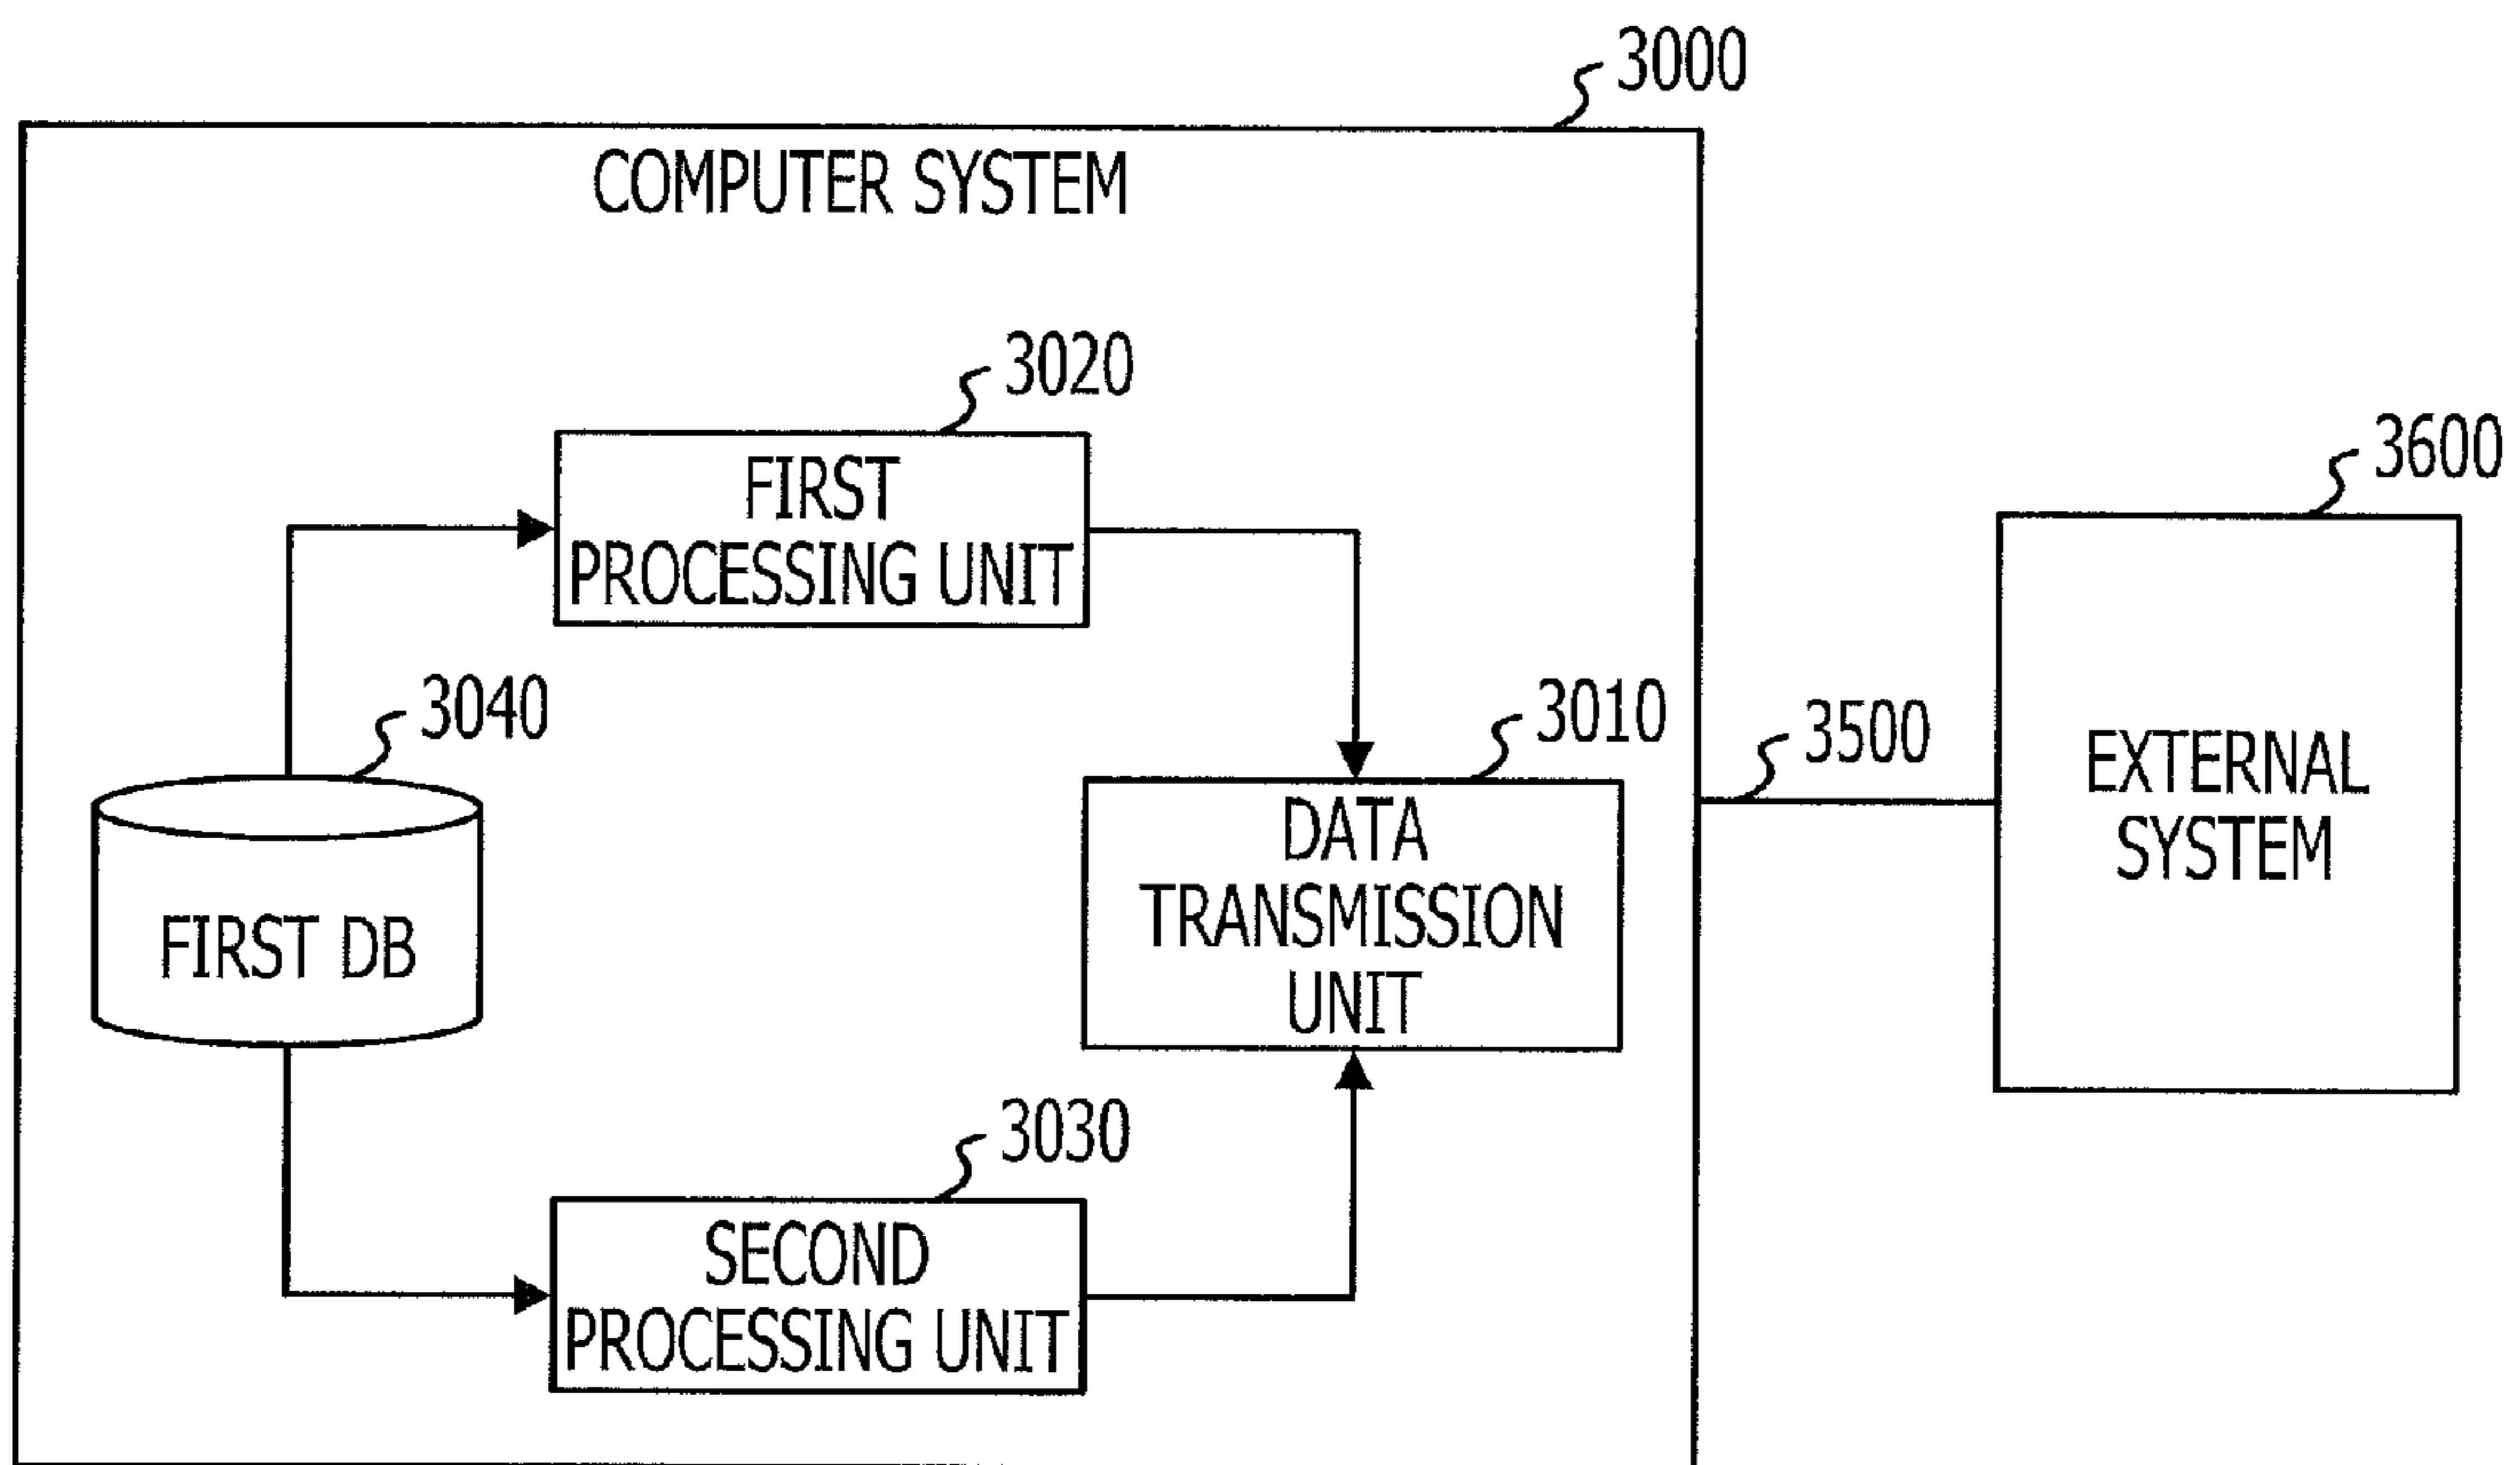 3000
COMPUTER SYSTEM
3020
FIRST
PROCESSING UNIT
3600
EXTERNAL
SYSTEM
3040
FIRST DB
3010
DATA
TRANSMISSION
UNIT
3500
3030
SECOND
PROCESSING UNIT